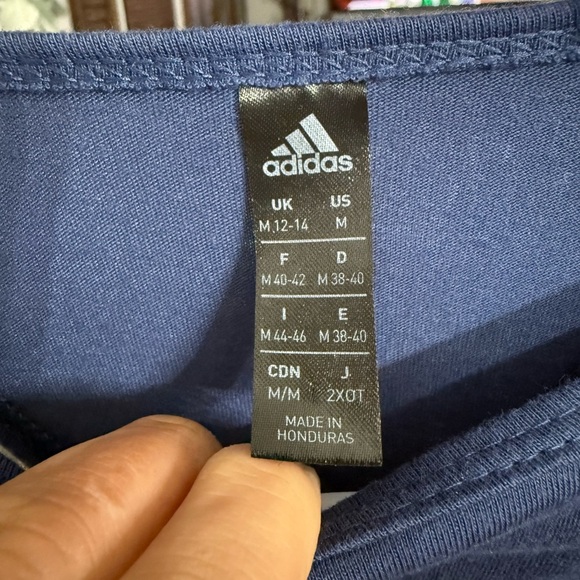 adidas
UK US
M 12-14 M
F D
M 40-42 M 38-40
I E
M 44-46 M 38-40
CDN J
M/M 2XOT
MADE IN
HONDURAS